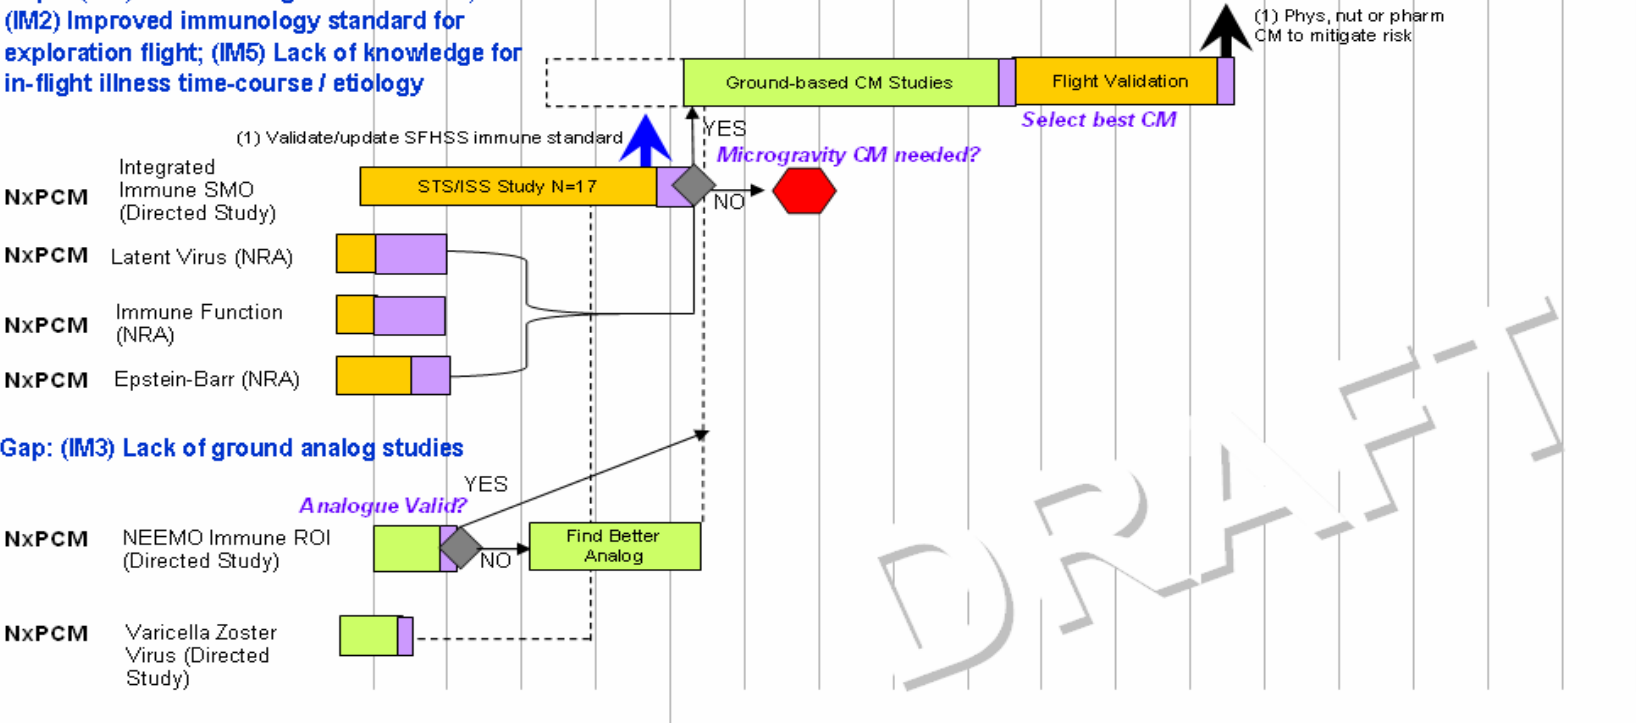 (IM2) Improved immunology standard for
exploration flight; (IM5) Lack of knowledge for
in-flight illness time-course / etiology
(1) Phys, nut or pharm
CM to mitigate risk
Ground-based CM Studies
Flight Validation
Select best CM
(1) Validate/update SFHSS immune standard
YES
Microgravity CM needed?
NxPCM
Integrated
Immune SMO
(Directed Study)
STS/ISS Study N=17
NO
NxPCM
Latent Virus (NRA)
NxPCM
Immune Function
(NRA)
NxPCM
Epstein-Barr (NRA)
Gap: (IM3) Lack of ground analog studies
YES
Analogue Valid?
NxPCM
NEEMO Immune ROI
(Directed Study)
NO
Find Better
Analog
NxPCM
Varicella Zoster
Virus (Directed
Study)
DRAFT